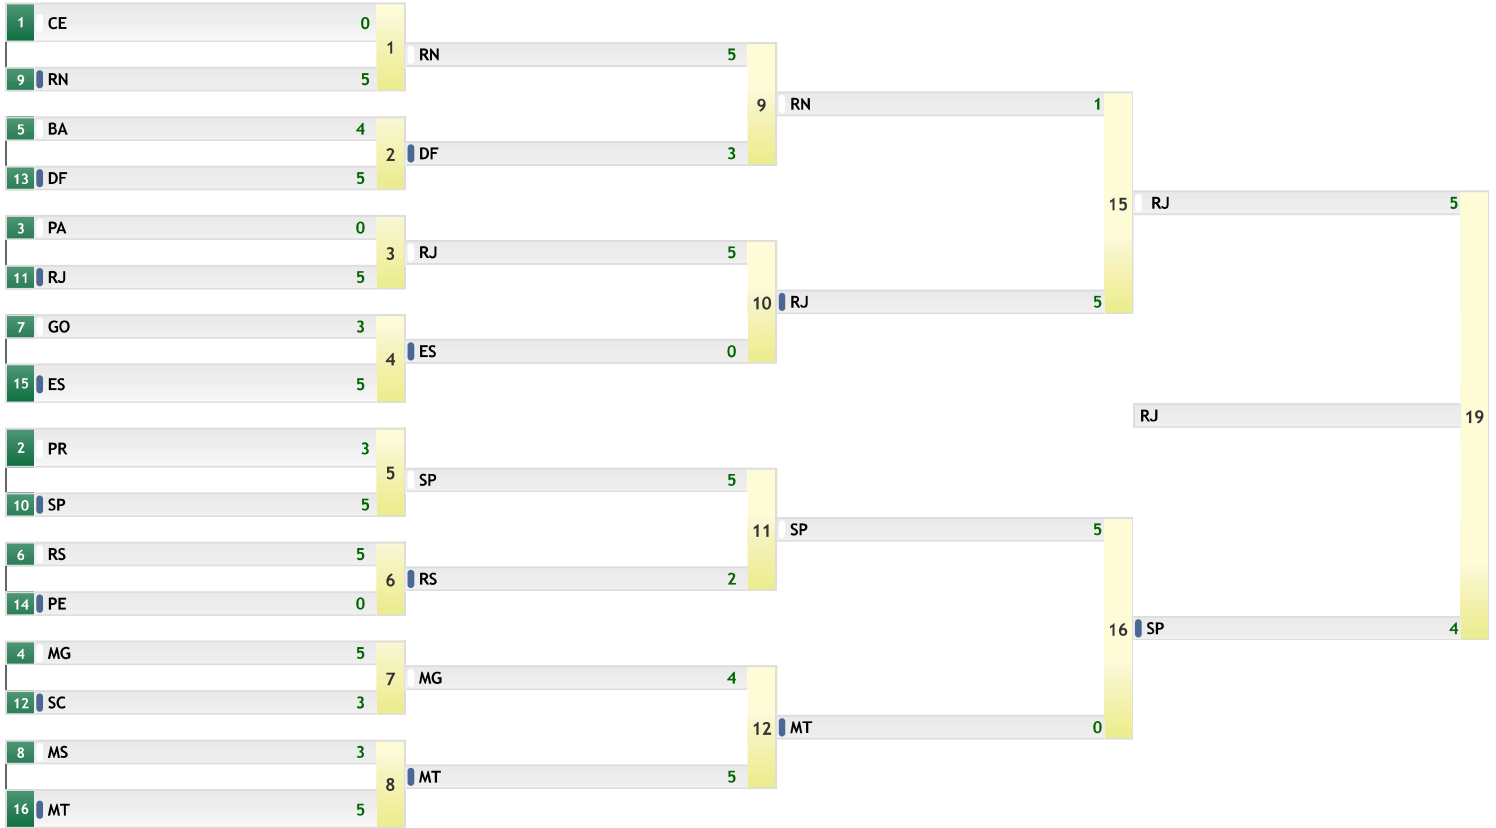 1 CE 0
1
9 RN 5
5 BA 4
2
13 DF 5
3 PA 0
3
11 RJ 5
7 GO 3
4
15 ES 5
2 PR 3
5
10 SP 5
6 RS 5
6
14 PE 0
4 MG 5
7
12 SC 3
8 MS 3
8
16 MT 5
RN 5
9
DF 3
RJ 5
10
ES 0
SP 5
11
RS 2
MG 4
12
MT 5
RN 1
15
RJ 5
SP 5
16
MT 0
RJ 5
RJ
19
SP 4